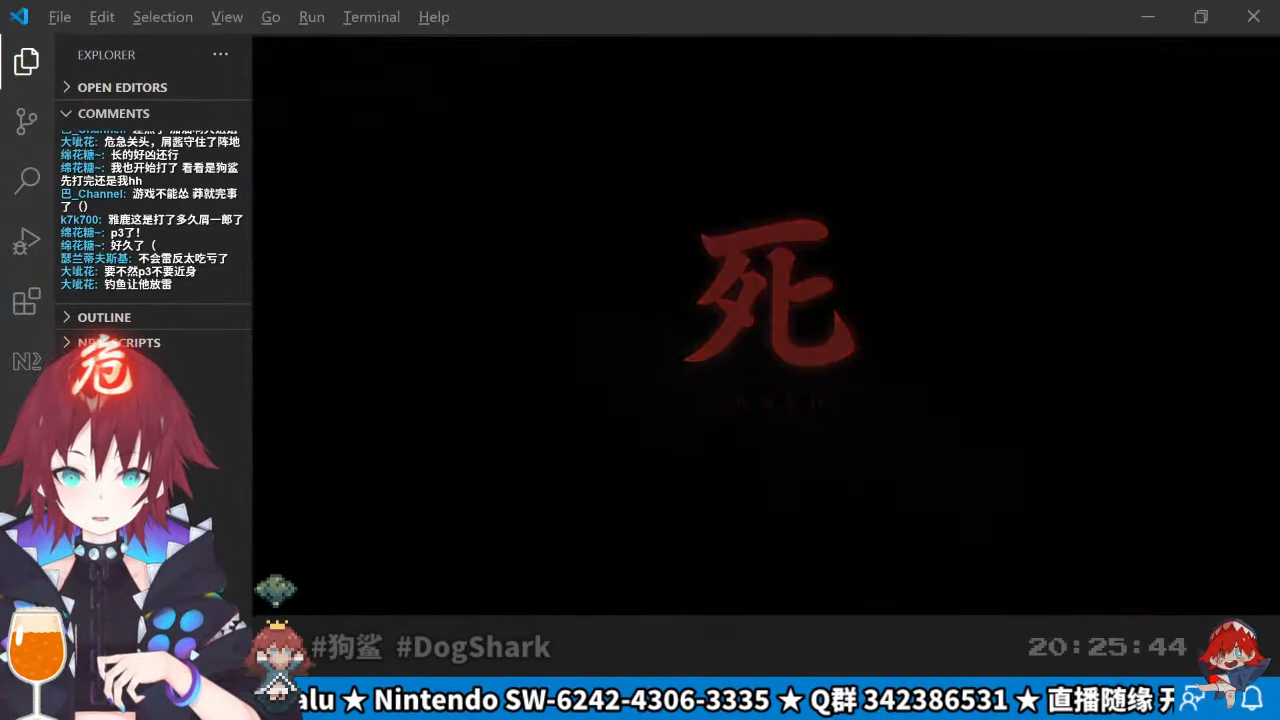 File Edit Selection View Go Run Terminal Help
EXPLORER
OPEN EDITORS
COMMENTS
大呲花: 危急关头，屑酱守住了阵地
绵花糖~: 长的好凶还行
绵花糖~: 我也开始打了 看看是狗鲨
先打完还是我hh
巴_Channel: 游戏不能怂 莽就完事
了（）
k7k700: 雅鹿这是打了多久屑一郎了
绵花糖~: p3了！
绵花糖~: 好久了（
瑟兰蒂夫斯基: 不会雷反太吃亏了
大呲花: 要不然p3不要近身
大呲花: 钓鱼让他放雷
OUTLINE
SCRIPTS
危
死
#狗鲨 #DogShark
20:25:44
alu ★ Nintendo SW-6242-4306-3335 ★ Q群 342386531 ★ 直播随缘